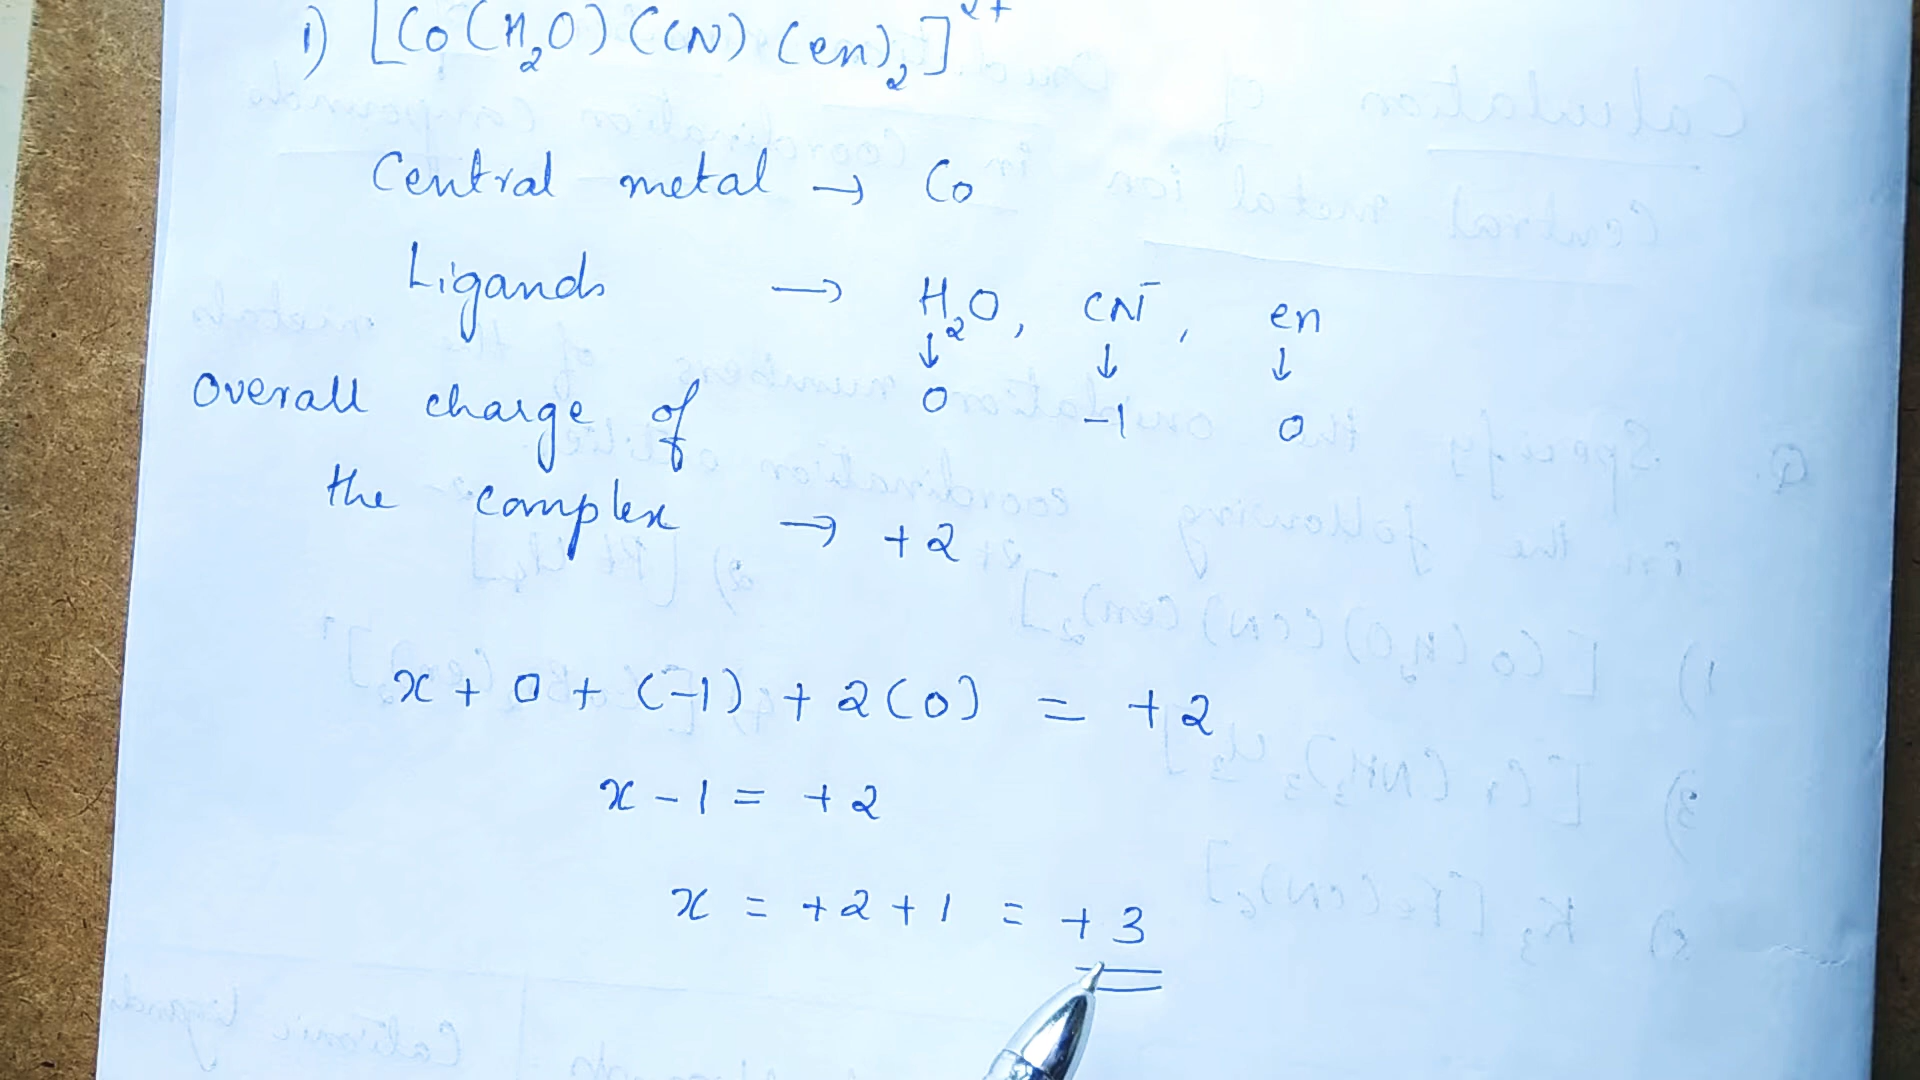 1) [Co(H₂O)(CN)(en)₂]²⁺
Central metal → Co
Ligands → H₂O, CN⁻, en
↓ ↓ ↓
0 -1 0
Overall charge of
the complex → +2
x + 0 + (-1) + 2(0) = +2
x - 1 = +2
x = +2+1 = +3